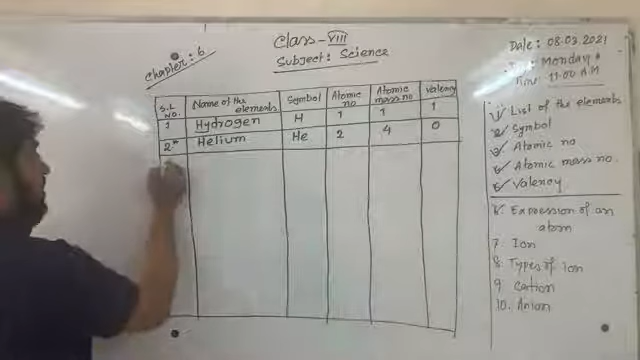 Chapter: 6
Class - VIII
Subject: Science
Date: 08.03.2021
Monday
Time: 11:00 AM
S.L NO. Name of the elements Symbol Atomic no Atomic mass no Valency
1 Hydrogen H 1 1 1
2 Helium He 2 4 0
1. List of the elements
2. Symbol
3. Atomic no
4. Atomic mass no.
5. Valency
6. Expression of an atom
7. Ion
8. Types of Ion
9. Cation
10. Anion